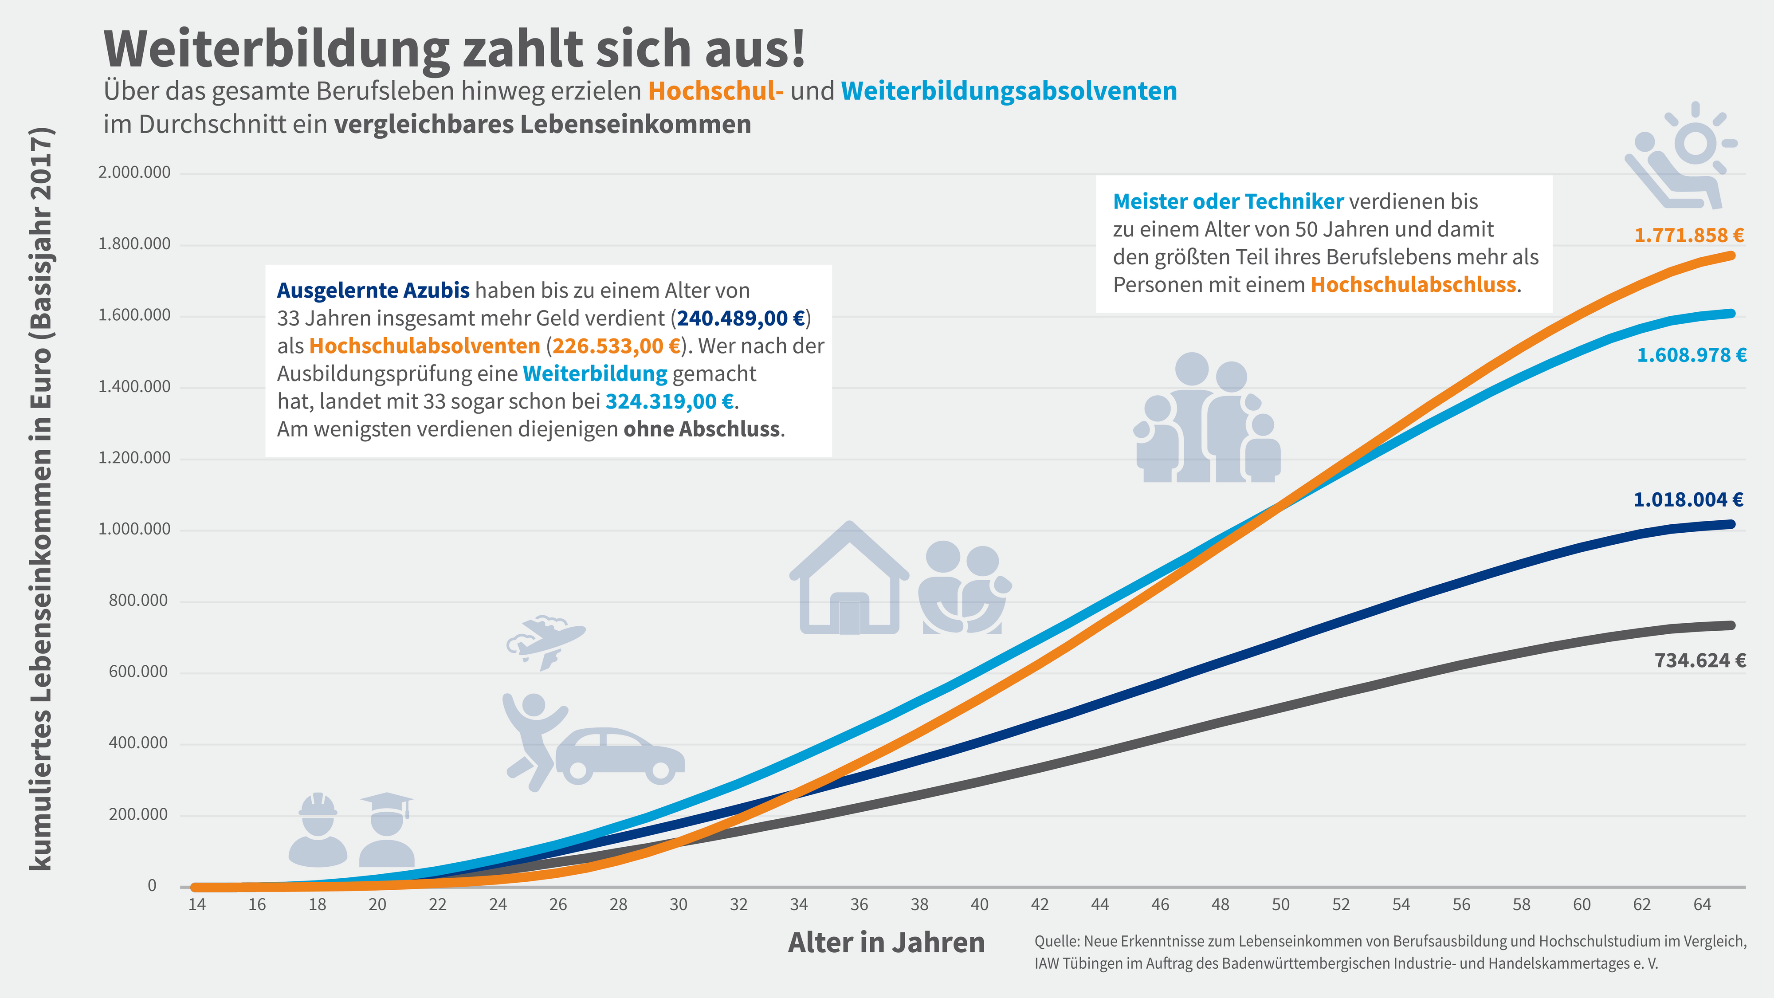 Weiterbildung zahlt sich aus!
Über das gesamte Berufsleben hinweg erzielen Hochschul- und Weiterbildungsabsolventen
im Durchschnitt ein vergleichbares Lebenseinkommen
kumuliertes Lebenseinkommen in Euro (Basisjahr 2017)
2.000.000
1.800.000
1.600.000
1.400.000
1.200.000
1.000.000
800.000
600.000
400.000
200.000
0
Ausgelernte Azubis haben bis zu einem Alter von
33 Jahren insgesamt mehr Geld verdient (240.489,00 €)
als Hochschulabsolventen (226.533,00 €). Wer nach der
Ausbildungsprüfung eine Weiterbildung gemacht
hat, landet mit 33 sogar schon bei 324.319,00 €.
Am wenigsten verdienen diejenigen ohne Abschluss.
Meister oder Techniker verdienen bis
zu einem Alter von 50 Jahren und damit
den größten Teil ihres Berufslebens mehr als
Personen mit einem Hochschulabschluss.
1.771.858 €
1.608.978 €
1.018.004 €
734.624 €
14 16 18 20 22 24 26 28 30 32 34 36 38 40 42 44 46 48 50 52 54 56 58 60 62 64
Alter in Jahren
Quelle: Neue Erkenntnisse zum Lebenseinkommen von Berufsausbildung und Hochschulstudium im Vergleich,
IAW Tübingen im Auftrag des Badenwürttembergischen Industrie- und Handelskammertages e. V.